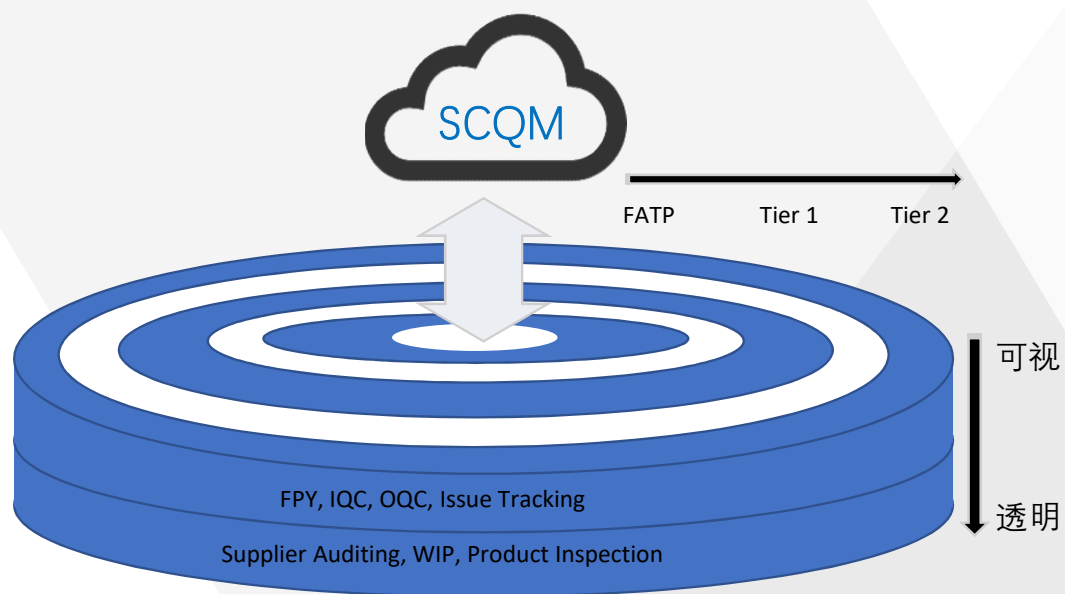 SCQM
FATP Tier 1 Tier 2
可视
FPY, IQC, OQC, Issue Tracking
透明
Supplier Auditing, WIP, Product Inspection